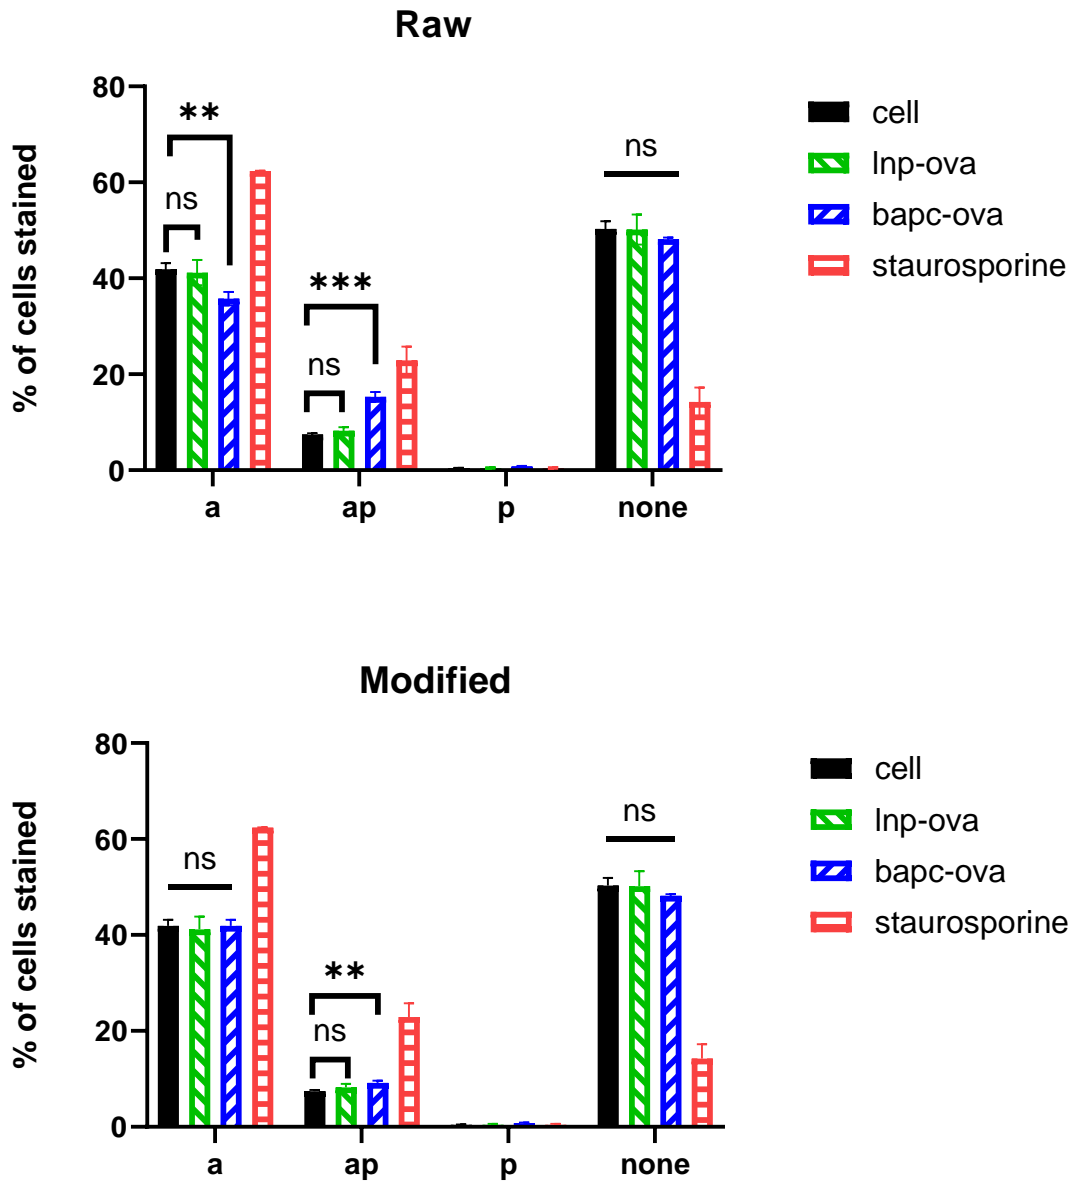 Raw
% of cells stained
80
60
40
20
0
**
ns
***
ns
ns
a
ap
p
none
cell
lnp-ova
bapc-ova
staurosporine
Modified
% of cells stained
80
60
40
20
0
ns
**
ns
ns
a
ap
p
none
cell
lnp-ova
bapc-ova
staurosporine